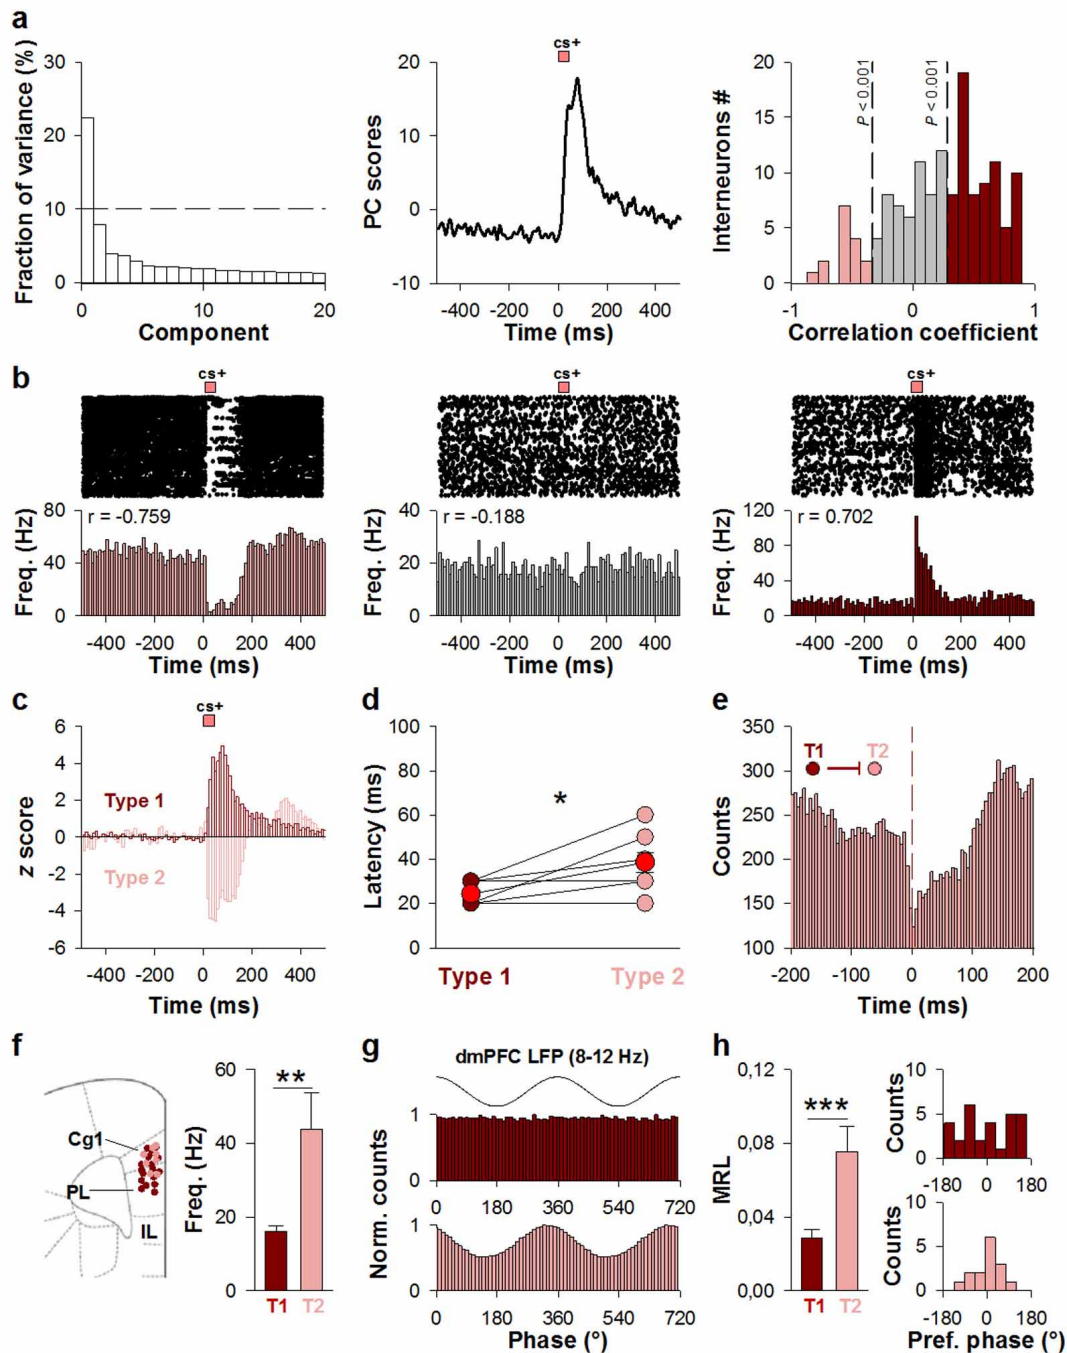 a
Fraction of variance (%)
30
20
10
0
0
10
20
Component
cs+
PC scores
20
10
0
-10
-400
-200
0
200
400
Time (ms)
Interneurons #
20
15
10
5
0
P < 0.001
P < 0.001
-1
0
1
Correlation coefficient
b
cs+
Freq. (Hz)
80
40
0
r = -0.759
-400
-200
0
200
400
Time (ms)
cs+
Freq. (Hz)
40
20
0
r = -0.188
-400
-200
0
200
400
Time (ms)
cs+
Freq. (Hz)
120
80
40
0
r = 0.702
-400
-200
0
200
400
Time (ms)
c
cs+
z score
6
4
2
0
-2
-4
-6
Type 1
Type 2
-400
-200
0
200
400
Time (ms)
d
Latency (ms)
100
80
60
40
20
0
*
Type 1
Type 2
e
Counts
350
300
250
200
150
100
T1
T2
-200
-100
0
100
200
Time (ms)
f
Cg1
PL
IL
Freq. (Hz)
60
40
20
0
**
T1
T2
g
dmPFC LFP (8-12 Hz)
Norm. counts
1
0
0
180
360
540
720
1
0
0
180
360
540
720
Phase (°)
h
MRL
0,12
0,08
0,04
0,00
***
T1
T2
Counts
10
5
0
-180
0
180
Counts
10
5
0
-180
0
180
Pref. phase (°)